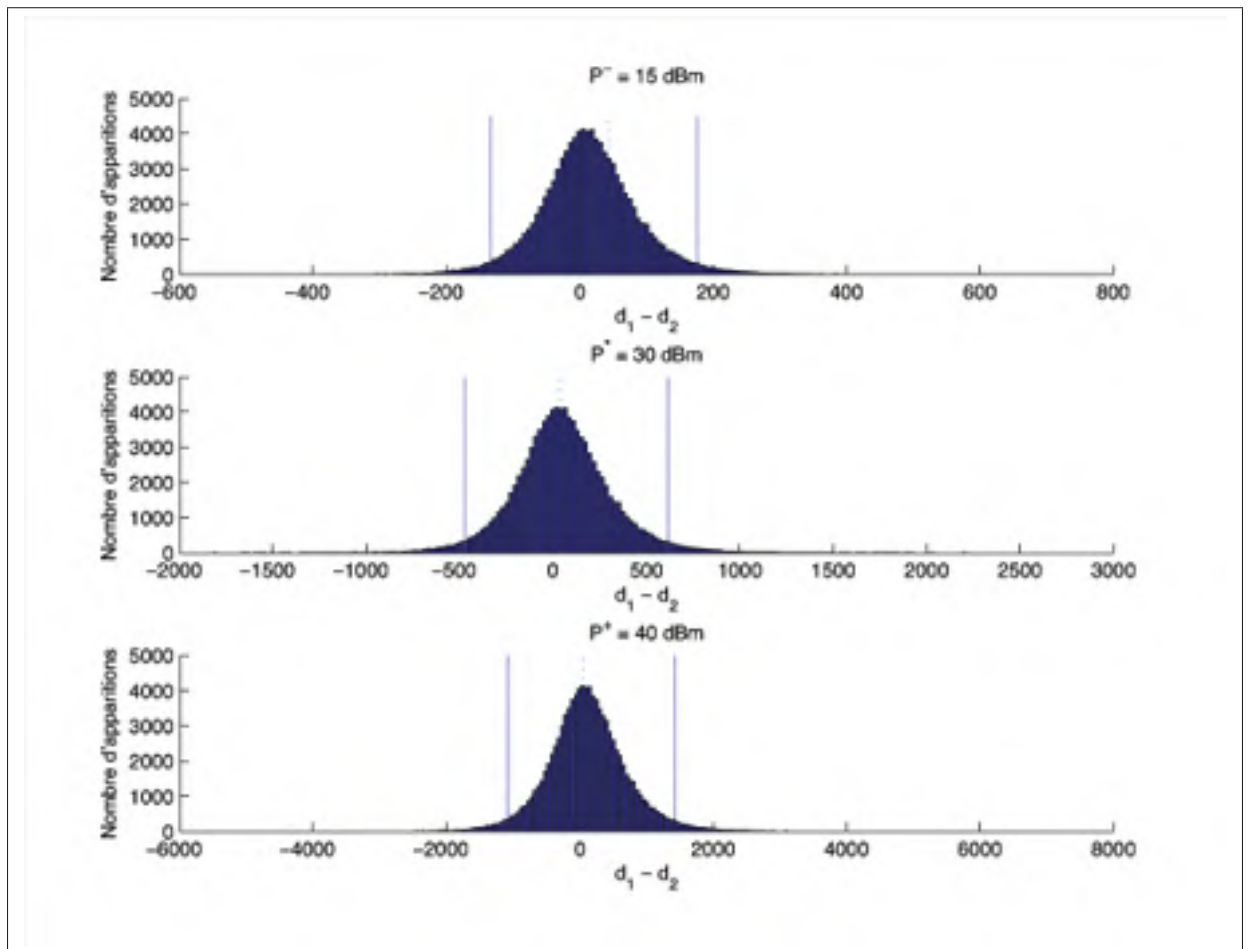 P⁻ = 15 dBm
Nombre d'apparitions
5000
4000
3000
2000
1000
0
−600 −400 −200 0 200 400 600 800
d₁ − d₂
P* = 30 dBm
Nombre d'apparitions
5000
4000
3000
2000
1000
0
−2000 −1500 −1000 −500 0 500 1000 1500 2000 2500 3000
d₁ − d₂
P⁺ = 40 dBm
Nombre d'apparitions
5000
4000
3000
2000
1000
0
−6000 −4000 −2000 0 2000 4000 6000 8000
d₁ − d₂